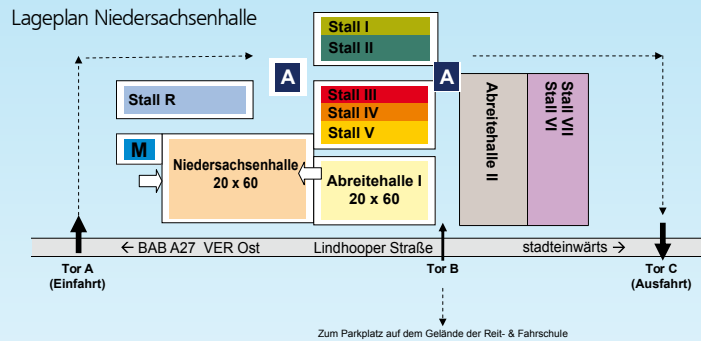 Lageplan Niedersachsenhalle
Stall I
Stall II
A
A
Stall R
Stall III
Stall IV
Stall V
Abreitehalle II
Stall VII
Stall VI
M
Niedersachsenhalle
20 x 60
Abreitehalle I
20 x 60
← BAB A27 VER Ost
Lindhooper Straße
stadteinwärts →
Tor A
(Einfahrt)
Tor B
Tor C
(Ausfahrt)
Zum Parkplatz auf dem Gelände der Reit- & Fahrschule